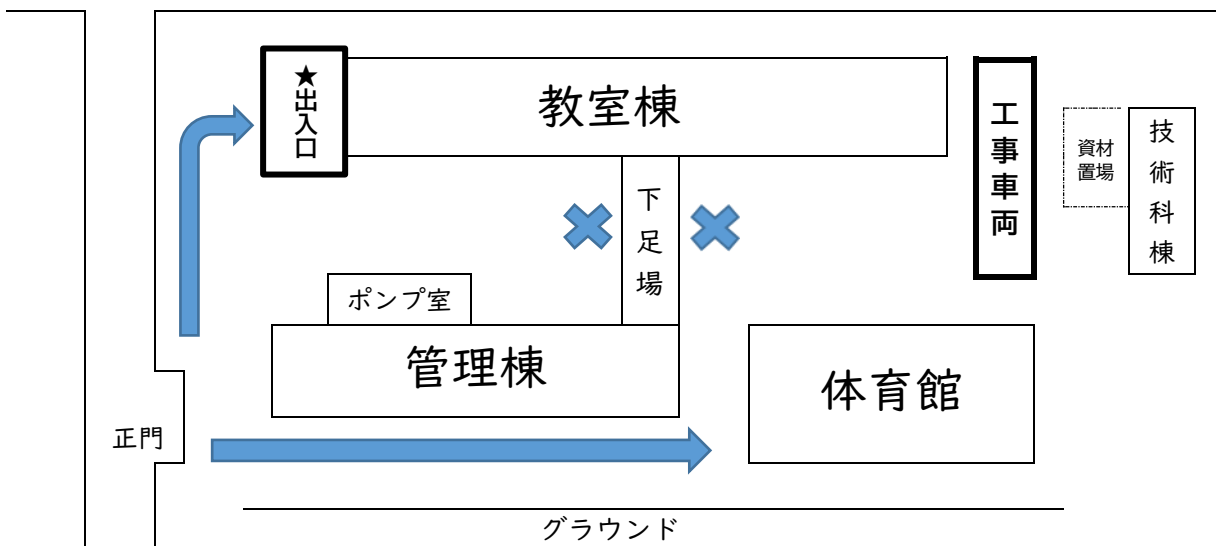 ★出入口
教室棟
工事車両
資材
置場
技術科棟
下足場
ポンプ室
管理棟
体育館
正門
グラウンド